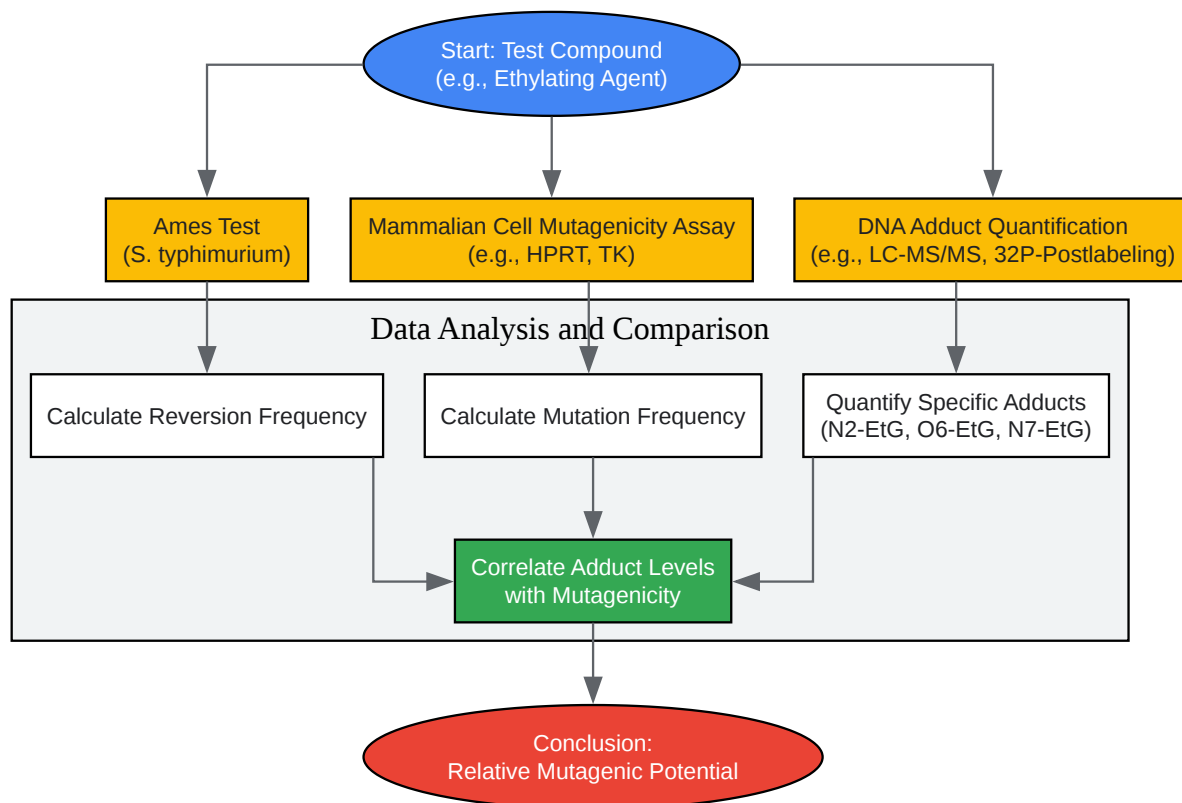 Start: Test Compound
(e.g., Ethylating Agent)
Ames Test
(S. typhimurium)
Mammalian Cell Mutagenicity Assay
(e.g., HPRT, TK)
DNA Adduct Quantification
(e.g., LC-MS/MS, 32P-Postlabeling)
Data Analysis and Comparison
Calculate Reversion Frequency
Calculate Mutation Frequency
Quantify Specific Adducts
(N2-EtG, O6-EtG, N7-EtG)
Correlate Adduct Levels
with Mutagenicity
Conclusion:
Relative Mutagenic Potential